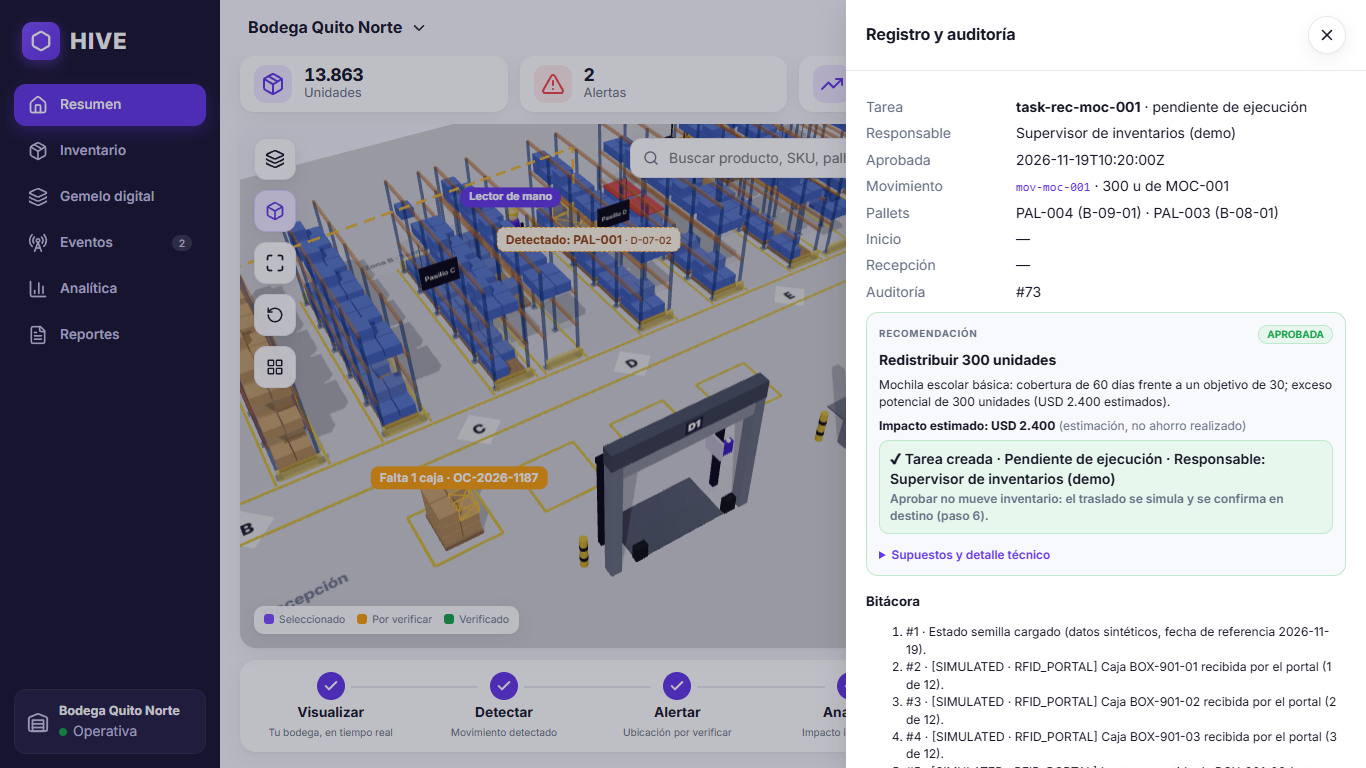 HIVE
Resumen
Inventario
Gemelo digital
Eventos
2
Analítica
Reportes
Bodega Quito Norte
Operativa
Bodega Quito Norte
13.863
Unidades
2
Alertas
Buscar producto, SKU, pall
Lector de mano
Detectado: PAL-001 · D-07-02
Pasillo D
Pasillo C
E
D
C
B
D1
Falta 1 caja · OC-2026-1187
cepción
Seleccionado
Por verificar
Verificado
Visualizar
Tu bodega, en tiempo real
Detectar
Movimiento detectado
Alertar
Ubicación por verificar
Ana
Impacto i
Registro y auditoría
Tarea task-rec-moc-001 · pendiente de ejecución
Responsable Supervisor de inventarios (demo)
Aprobada 2026-11-19T10:20:00Z
Movimiento mov-moc-001 · 300 u de MOC-001
Pallets PAL-004 (B-09-01) · PAL-003 (B-08-01)
Inicio —
Recepción —
Auditoría #73
RECOMENDACIÓN
APROBADA
Redistribuir 300 unidades
Mochila escolar básica: cobertura de 60 días frente a un objetivo de 30; exceso
potencial de 300 unidades (USD 2.400 estimados).
Impacto estimado: USD 2.400 (estimación, no ahorro realizado)
✓ Tarea creada · Pendiente de ejecución · Responsable:
Supervisor de inventarios (demo)
Aprobar no mueve inventario: el traslado se simula y se confirma en
destino (paso 6).
Supuestos y detalle técnico
Bitácora
1. #1 · Estado semilla cargado (datos sintéticos, fecha de referencia 2026-11-
19).
2. #2 · [SIMULATED · RFID_PORTAL] Caja BOX-901-01 recibida por el portal (1
de 12).
3. #3 · [SIMULATED · RFID_PORTAL] Caja BOX-901-02 recibida por el portal (2
de 12).
4. #4 · [SIMULATED · RFID_PORTAL] Caja BOX-901-03 recibida por el portal (3
de 12).